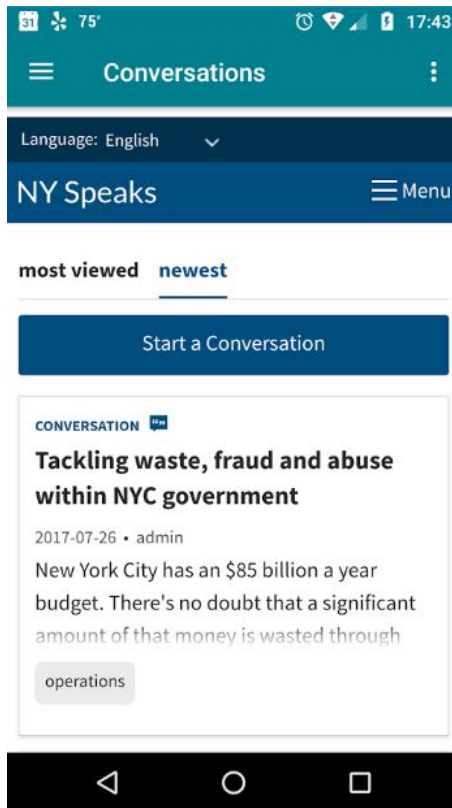 31 75° 17:43
Conversations
Language: English
NY Speaks Menu
most viewed newest
Start a Conversation
CONVERSATION
Tackling waste, fraud and abuse
within NYC government
2017-07-26 • admin
New York City has an $85 billion a year
budget. There's no doubt that a significant
amount of that money is wasted through
operations